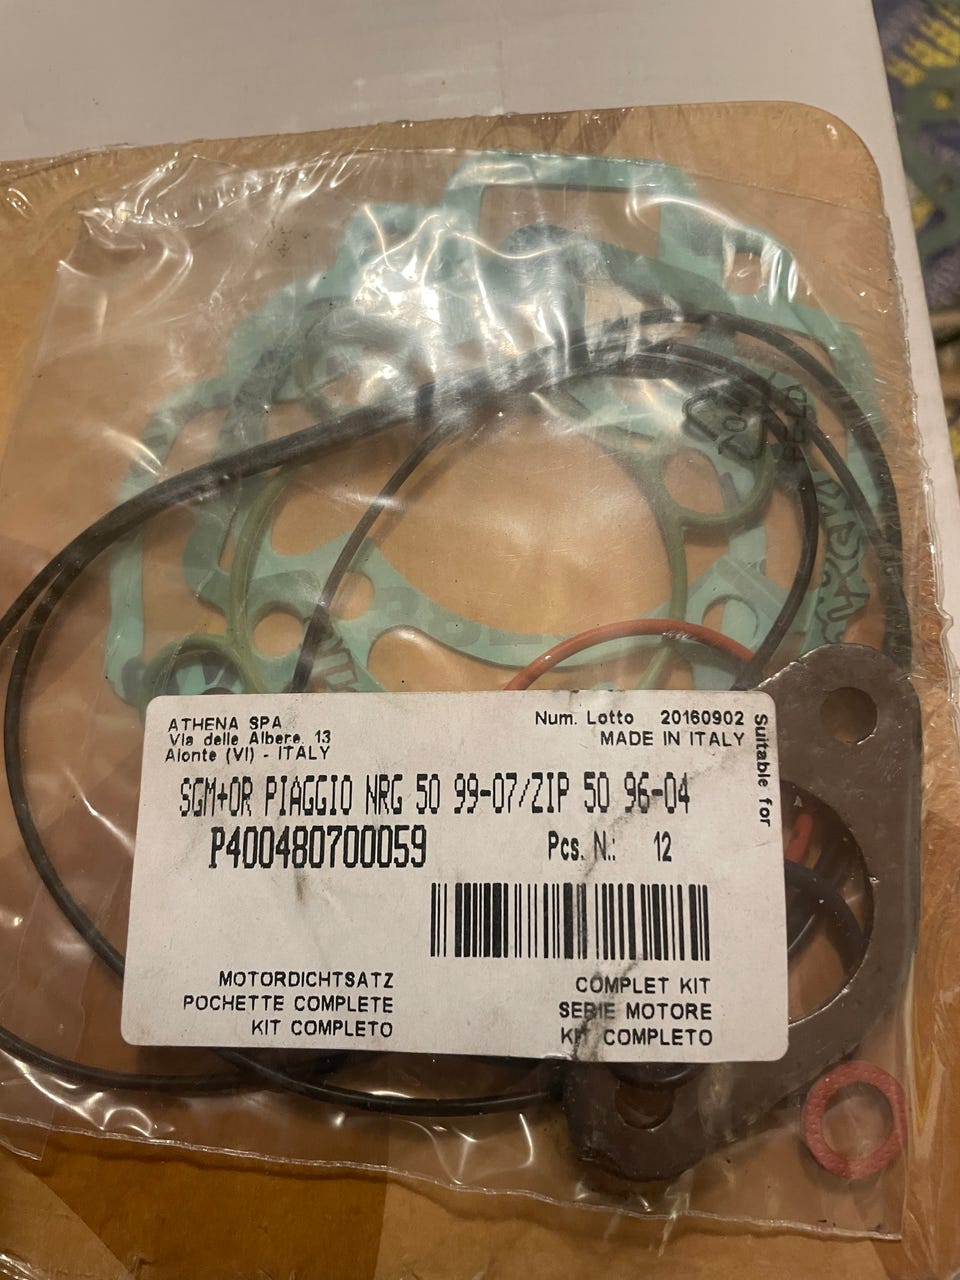 ATHENA SPA
Via delle Albere, 13
Alonte (VI) - ITALY
Num. Lotto 20160902
MADE IN ITALY
Suitable for
SGM+OR PIAGGIO NRG 50 99-07/ZIP 50 96-04
P400480700059
Pcs. N.: 12
MOTORDICHTSATZ
POCHETTE COMPLETE
KIT COMPLETO
COMPLET KIT
SERIE MOTORE
KIT COMPLETO